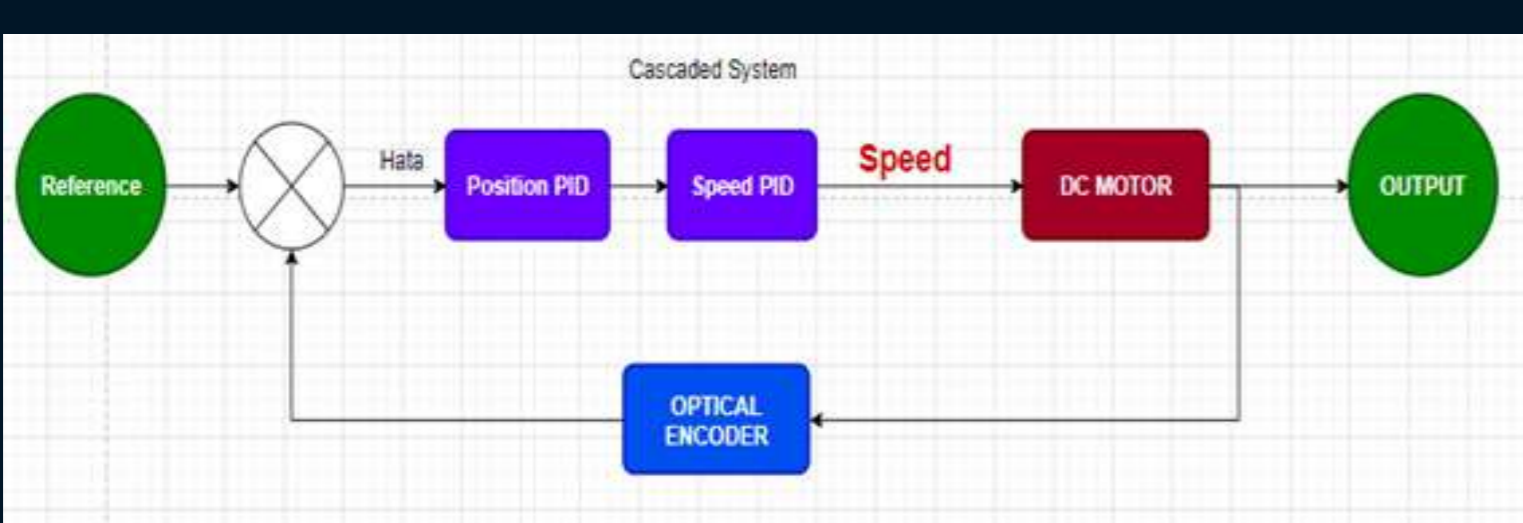 Cascaded System
Reference
Hata
Position PID
Speed PID
Speed
DC MOTOR
OUTPUT
OPTICAL
ENCODER